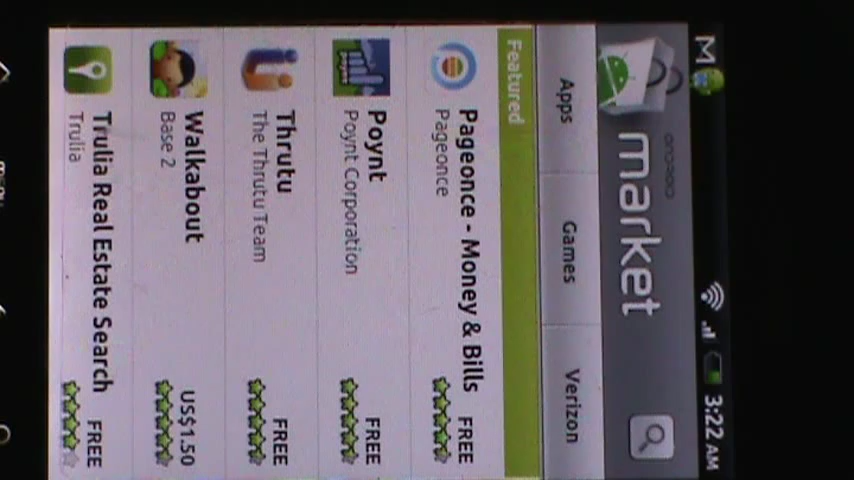 3:22 AM
ANDROID
market
Apps Games Verizon
Featured
Pageonce - Money & Bills
Pageonce
FREE
Poynt
Poynt Corporation
FREE
Thrutu
The Thrutu Team
FREE
Walkabout
Base 2
US$1.50
Trulia Real Estate Search
Trulia
FREE